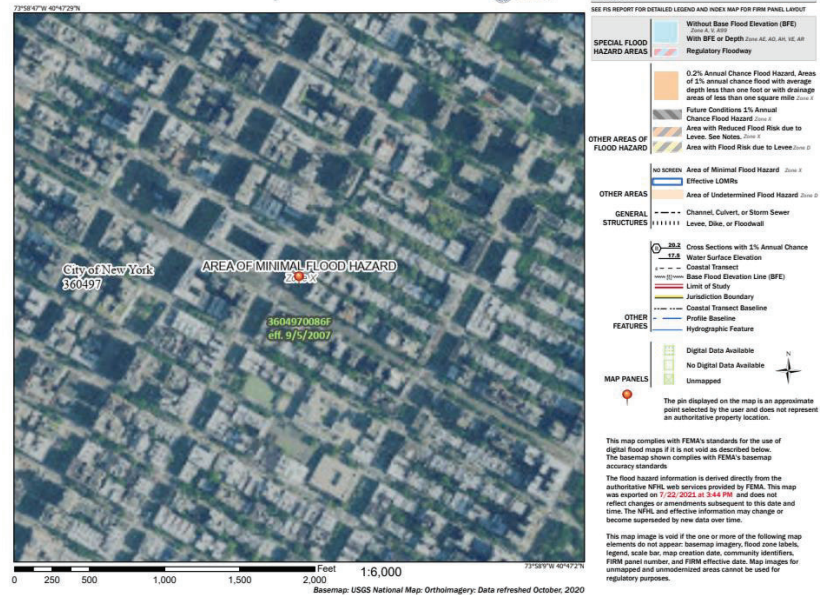 73°58'47"W 40°47'29"N
City of New York
360497
AREA OF MINIMAL FLOOD HAZARD
Zone X
3604970086F
eff. 9/5/2007
73°58'9"W 40°47'2"N
0 250 500 1,000 1,500 2,000 Feet 1:6,000
Basemap: USGS National Map: Orthoimagery: Data refreshed October, 2020
SEE FIS REPORT FOR DETAILED LEGEND AND INDEX MAP FOR FIRM PANEL LAYOUT
SPECIAL FLOOD
HAZARD AREAS
Without Base Flood Elevation (BFE)
Zone A, V, A99
With BFE or Depth Zone AE, AO, AH, VE, AR
Regulatory Floodway
OTHER AREAS OF
FLOOD HAZARD
0.2% Annual Chance Flood Hazard, Areas
of 1% annual chance flood with average
depth less than one foot or with drainage
areas of less than one square mile Zone X
Future Conditions 1% Annual
Chance Flood Hazard Zone X
Area with Reduced Flood Risk due to
Levee. See Notes. Zone X
Area with Flood Risk due to Levee Zone D
OTHER AREAS
NO SCREEN Area of Minimal Flood Hazard Zone X
Effective LOMRs
Area of Undetermined Flood Hazard Zone D
GENERAL
STRUCTURES
Channel, Culvert, or Storm Sewer
Levee, Dike, or Floodwall
OTHER
FEATURES
B 20.2 Cross Sections with 1% Annual Chance
17.5 Water Surface Elevation
8 Coastal Transect
Base Flood Elevation Line (BFE)
Limit of Study
Jurisdiction Boundary
Coastal Transect Baseline
Profile Baseline
Hydrographic Feature
MAP PANELS
Digital Data Available
No Digital Data Available
Unmapped
N
The pin displayed on the map is an approximate
point selected by the user and does not represent
an authoritative property location.
This map complies with FEMA's standards for the use of
digital flood maps if it is not void as described below.
The basemap shown complies with FEMA's basemap
accuracy standards
The flood hazard information is derived directly from the
authoritative NFHL web services provided by FEMA. This map
was exported on 7/22/2021 at 3:44 PM and does not
reflect changes or amendments subsequent to this date and
time. The NFHL and effective information may change or
become superseded by new data over time.
This map image is void if the one or more of the following map
elements do not appear: basemap imagery, flood zone labels,
legend, scale bar, map creation date, community identifiers,
FIRM panel number, and FIRM effective date. Map images for
unmapped and unmodernized areas cannot be used for
regulatory purposes.